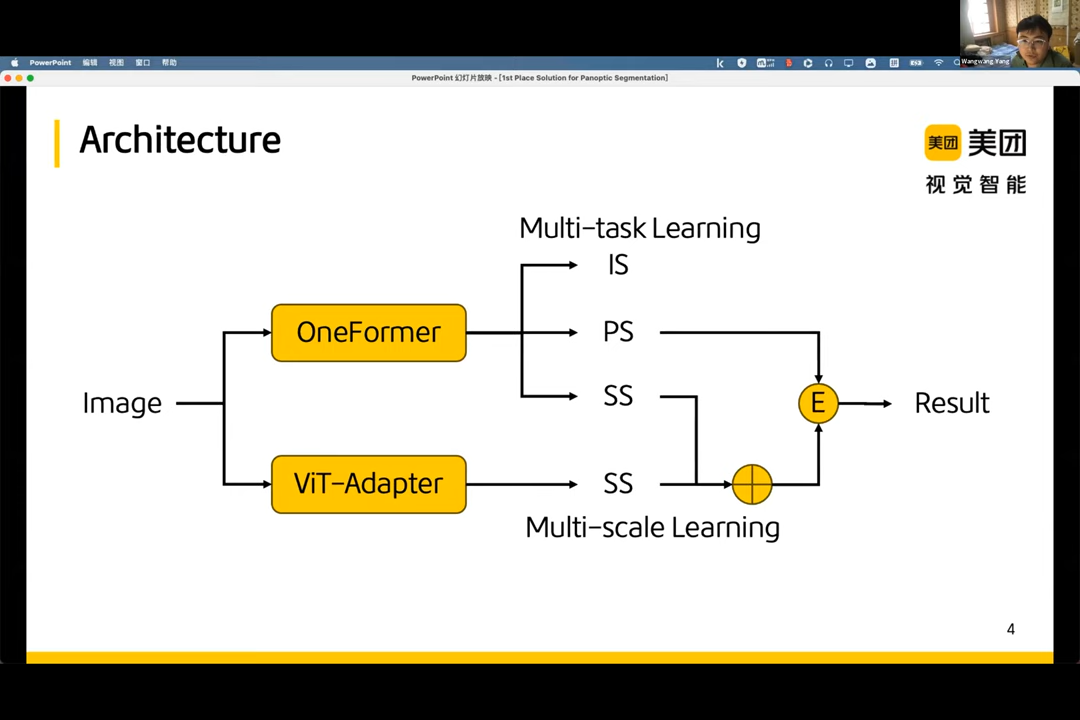 Wangwang Yang
PowerPoint 编辑 视图 窗口 帮助
PowerPoint 幻灯片放映 - [1st Place Solution for Panoptic Segmentation]
Architecture
美团 美团
视觉智能
Multi-task Learning
IS
OneFormer
PS
SS
Image
E
Result
ViT-Adapter
SS
Multi-scale Learning
4